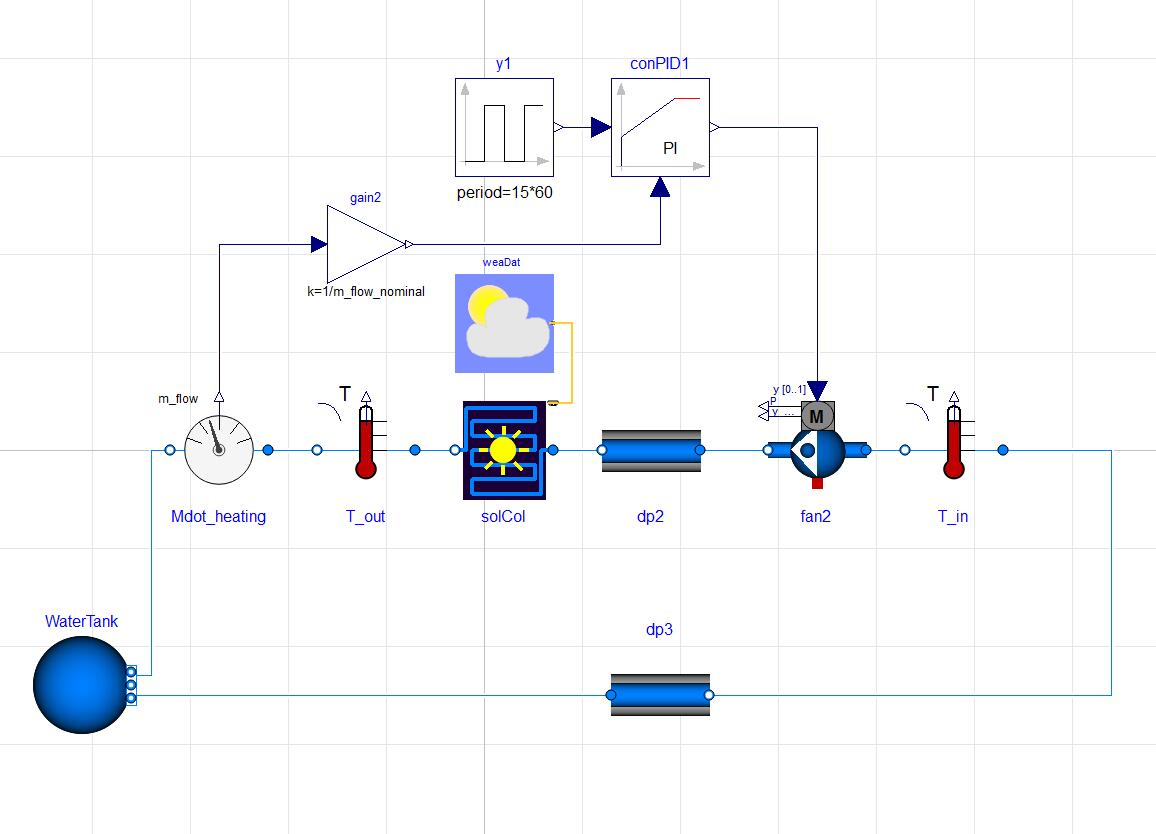 y1
conPID1
PI
period=15*60
gain2
k=1/m_flow_nominal
weaDat
m_flow
T
y [0..1]
P
y ...
M
T
Mdot_heating
T_out
solCol
dp2
fan2
T_in
WaterTank
dp3